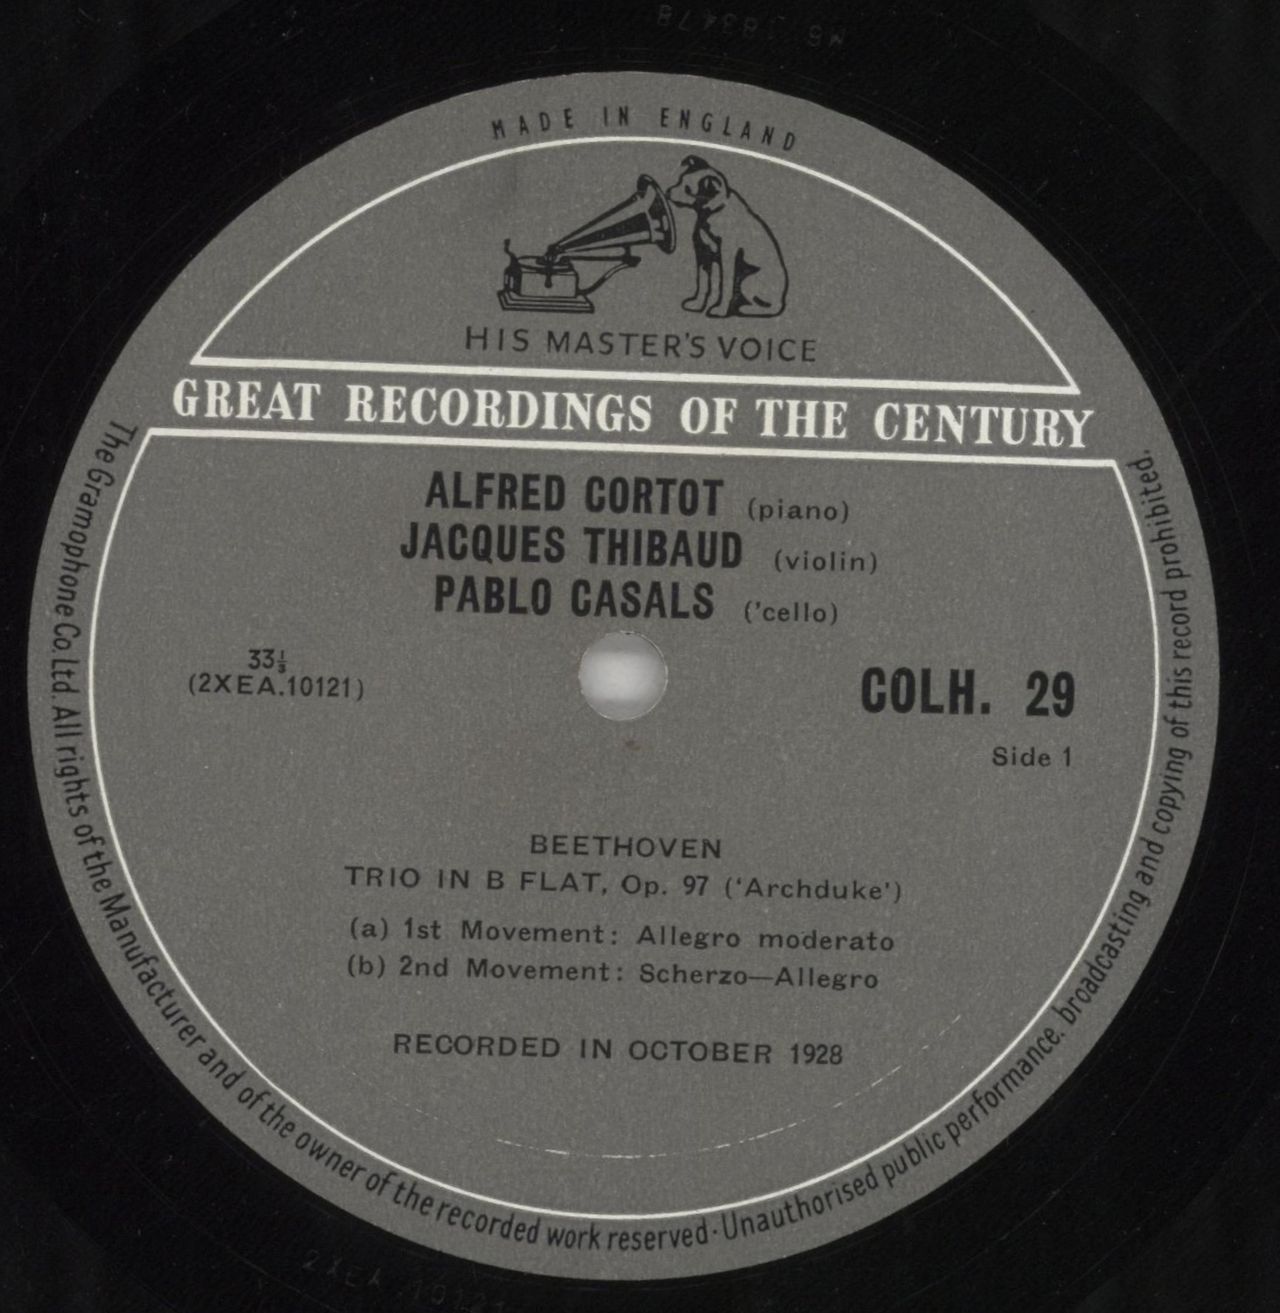 MADE IN ENGLAND
HIS MASTER'S VOICE
GREAT RECORDINGS OF THE CENTURY
ALFRED CORTOT (piano)
JACQUES THIBAUD (violin)
PABLO CASALS ('cello)
33⅓
(2XEA.10121)
COLH. 29
Side 1
BEETHOVEN
TRIO IN B FLAT, Op. 97 ('Archduke')
(a) 1st Movement: Allegro moderato
(b) 2nd Movement: Scherzo—Allegro
RECORDED IN OCTOBER 1928
The Gramophone Co. Ltd. All rights of the Manufacturer and of the owner of the recorded work reserved · Unauthorised public performance, broadcasting and copying of this record prohibited.